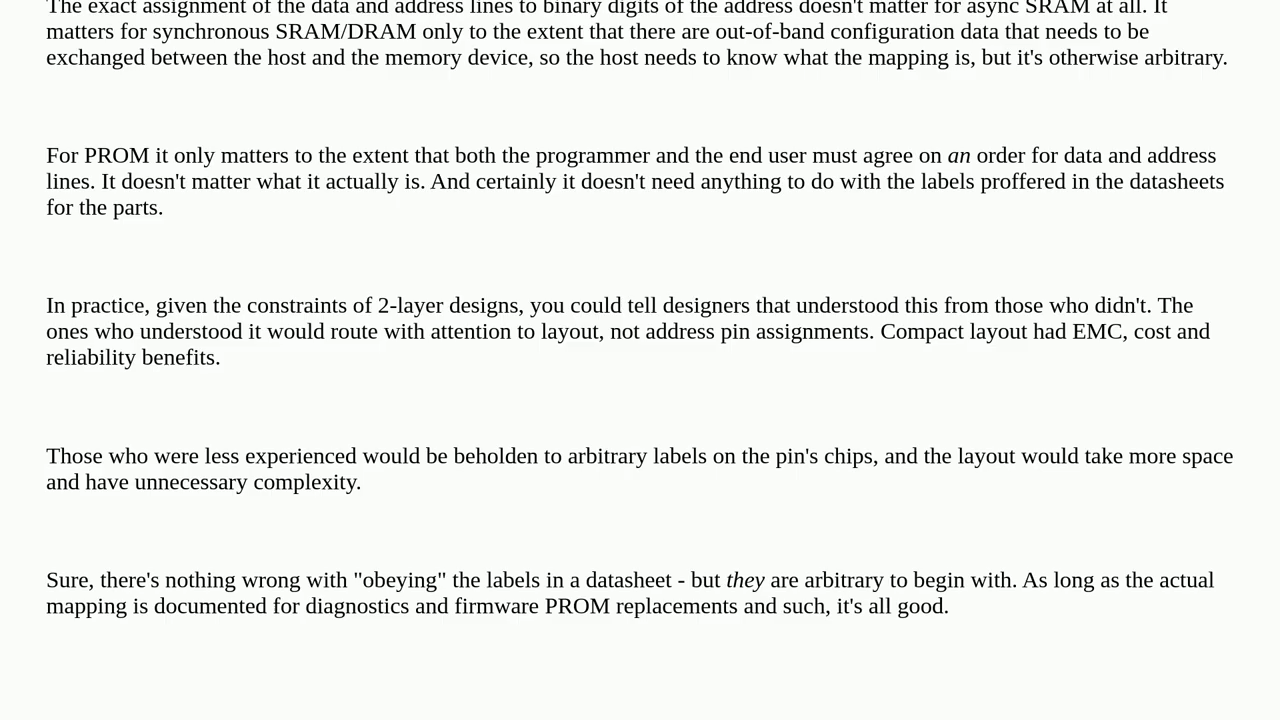 The exact assignment of the data and address lines to binary digits of the address doesn't matter for async SRAM at all. It
matters for synchronous SRAM/DRAM only to the extent that there are out-of-band configuration data that needs to be
exchanged between the host and the memory device, so the host needs to know what the mapping is, but it's otherwise arbitrary.
For PROM it only matters to the extent that both the programmer and the end user must agree on an order for data and address
lines. It doesn't matter what it actually is. And certainly it doesn't need anything to do with the labels proffered in the datasheets
for the parts.
In practice, given the constraints of 2-layer designs, you could tell designers that understood this from those who didn't. The
ones who understood it would route with attention to layout, not address pin assignments. Compact layout had EMC, cost and
reliability benefits.
Those who were less experienced would be beholden to arbitrary labels on the pin's chips, and the layout would take more space
and have unnecessary complexity.
Sure, there's nothing wrong with "obeying" the labels in a datasheet - but they are arbitrary to begin with. As long as the actual
mapping is documented for diagnostics and firmware PROM replacements and such, it's all good.